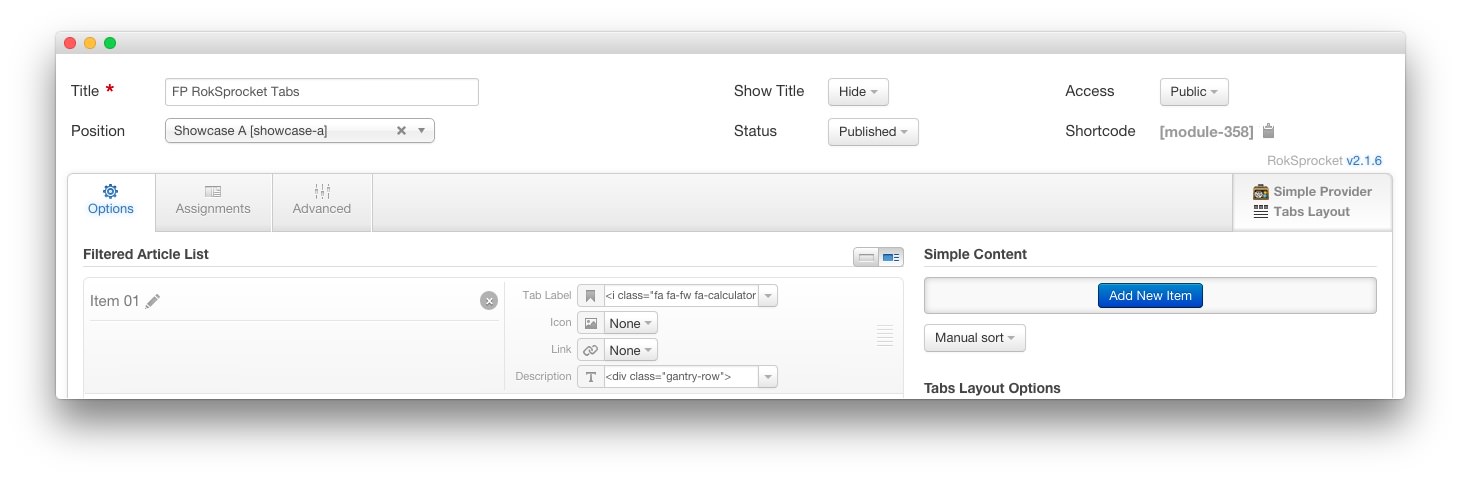 Title * FP RokSprocket Tabs Show Title Hide Access Public
Position Showcase A [showcase-a] Status Published Shortcode [module-358]
RokSprocket v2.1.6
Options Assignments Advanced Simple Provider
Tabs Layout
Filtered Article List
Item 01
Tab Label <i class="fa fa-fw fa-calculator
Icon None
Link None
Description T <div class="gantry-row">
Simple Content
Add New Item
Manual sort
Tabs Layout Options